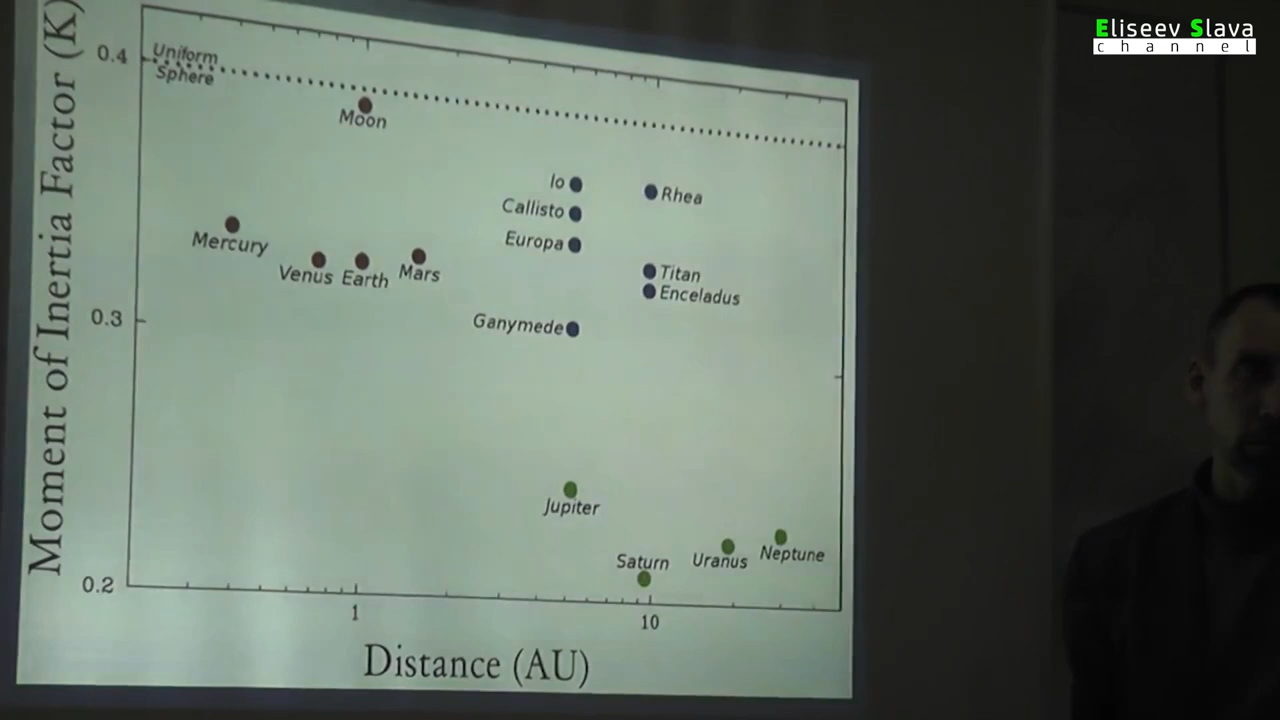 Eliseev Slava
channel
Moment of Inertia Factor (K)
0.4
Uniform
Sphere
Moon
Io
Rhea
Callisto
Mercury
Europa
Venus
Earth
Mars
Titan
Enceladus
0.3
Ganymede
Jupiter
Saturn
Uranus
Neptune
0.2
1
10
Distance (AU)